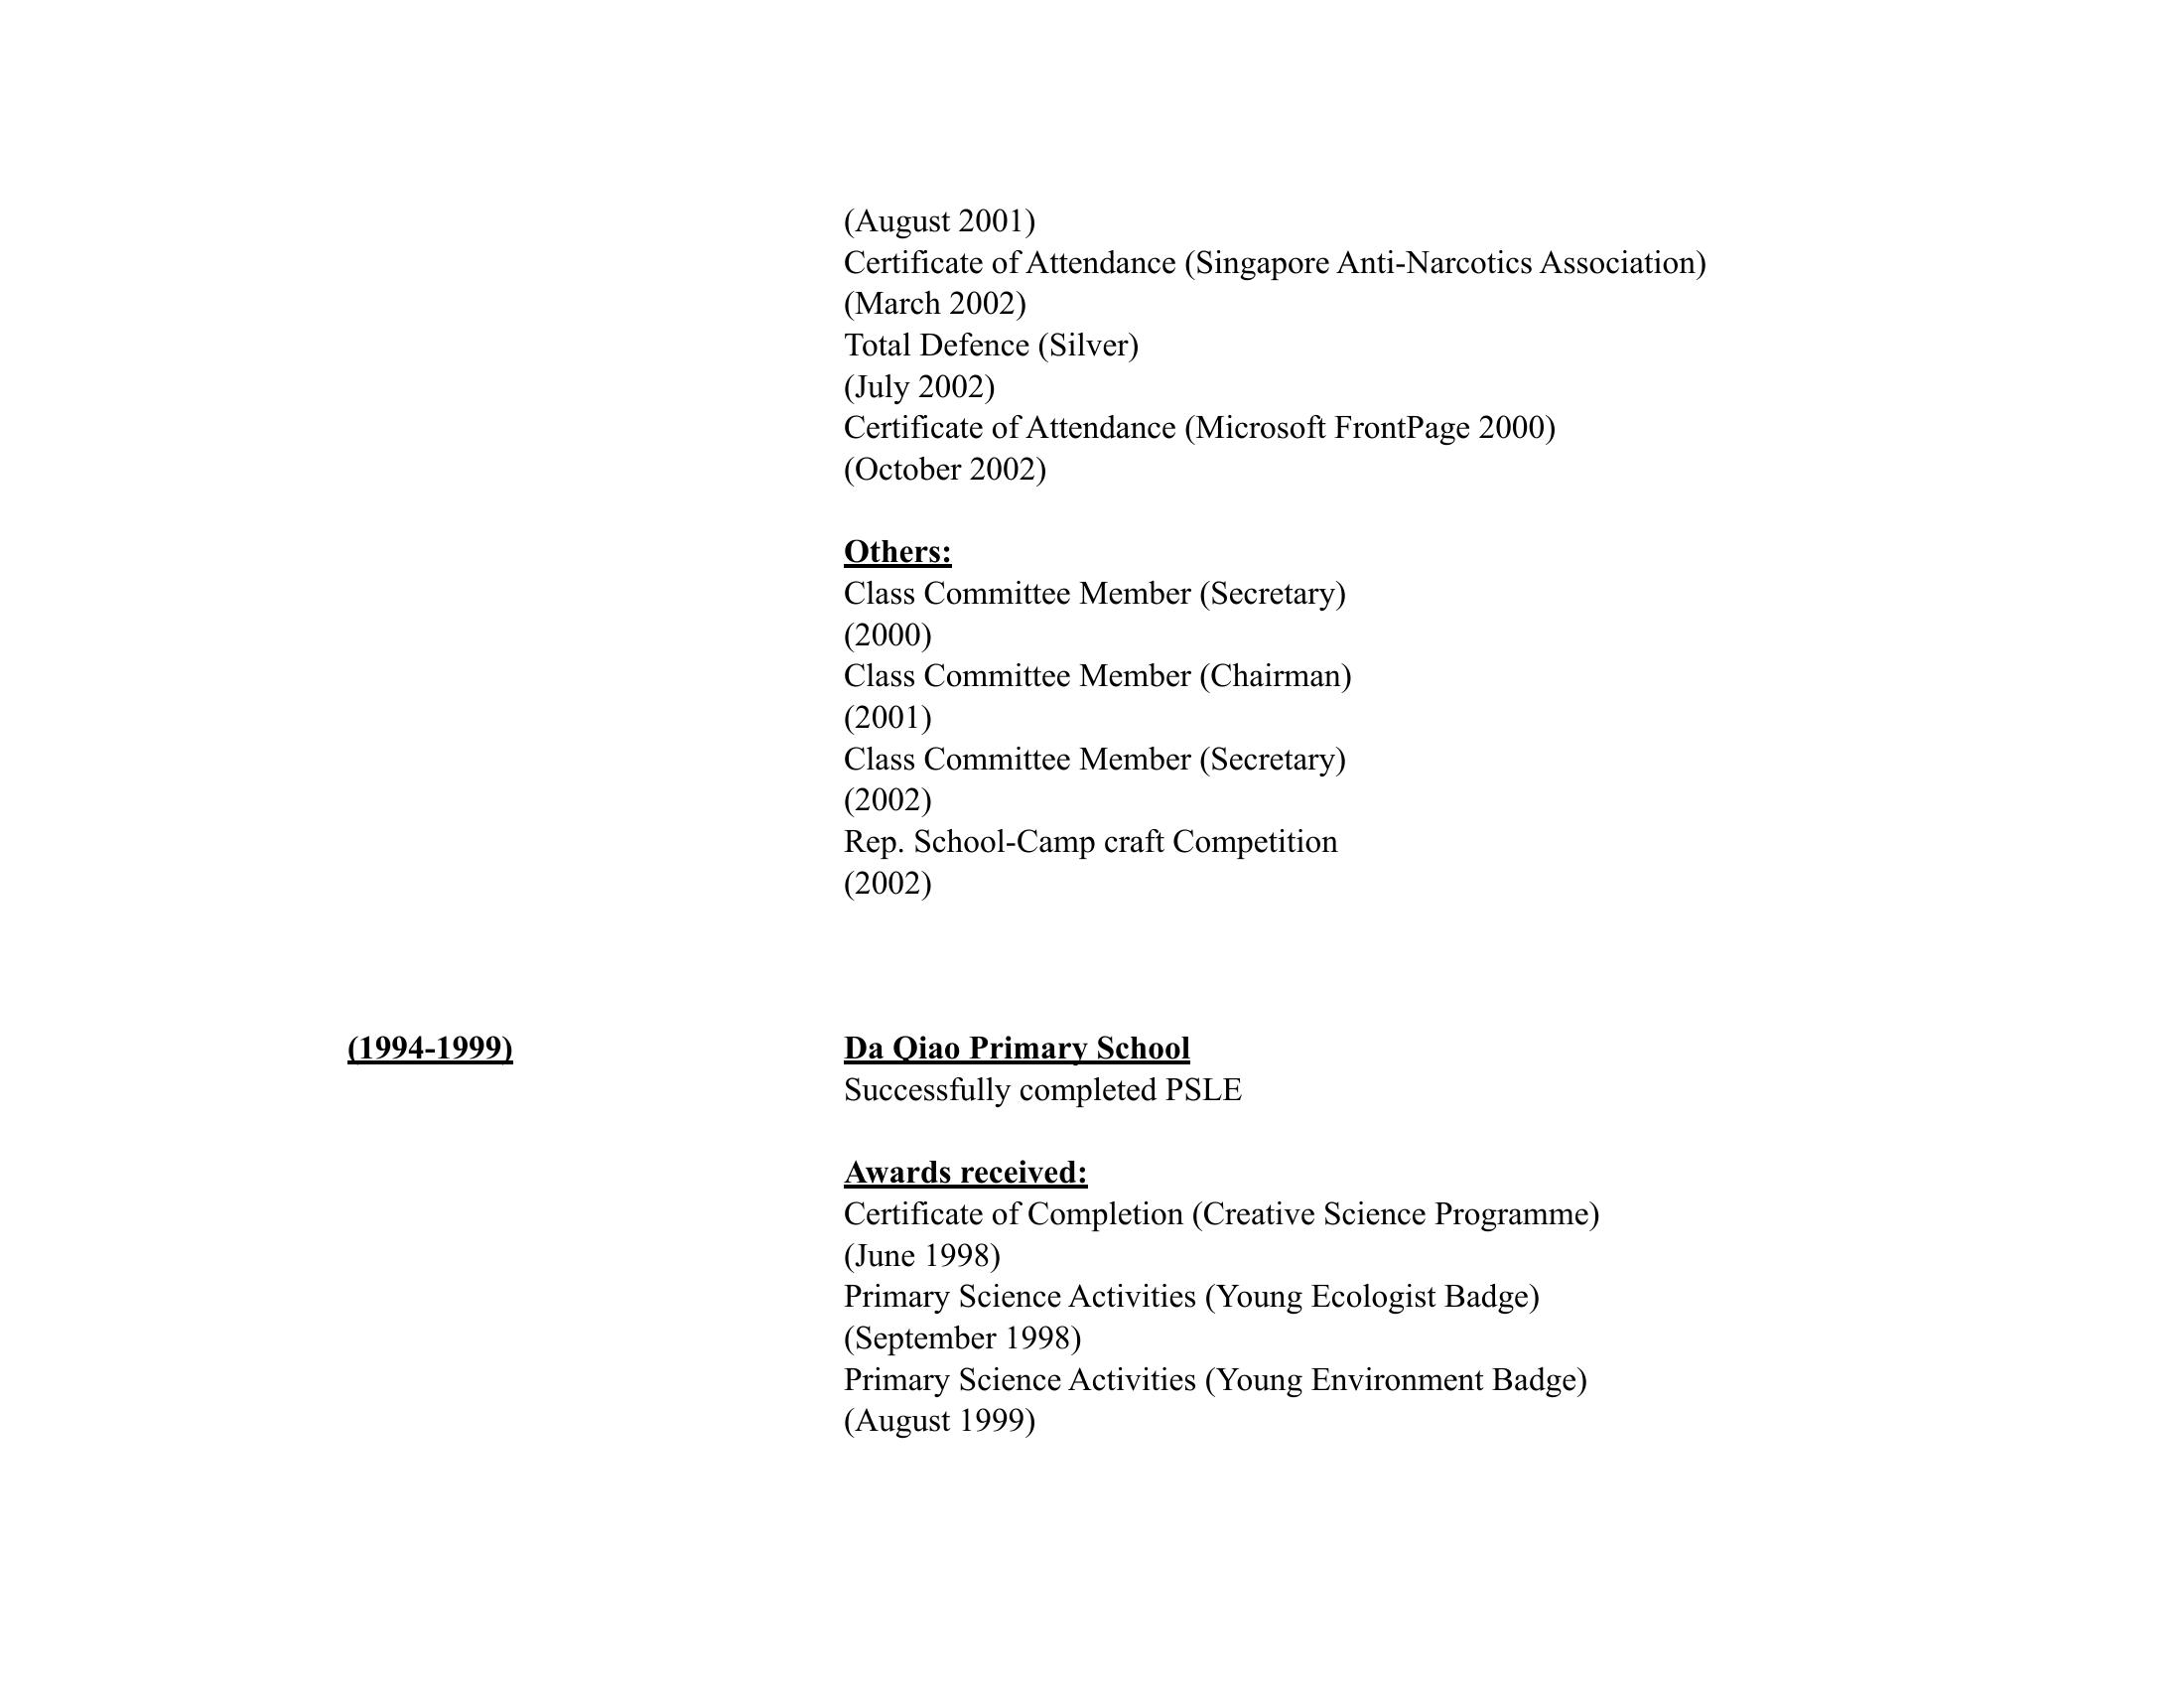 (August 2001)
Certificate of Attendance (Singapore Anti-Narcotics Association)
(March 2002)
Total Defence (Silver)
(July 2002)
Certificate of Attendance (Microsoft FrontPage 2000)
(October 2002)
Others:
Class Committee Member (Secretary)
(2000)
Class Committee Member (Chairman)
(2001)
Class Committee Member (Secretary)
(2002)
Rep. School-Camp craft Competition
(2002)
(1994-1999) Da Qiao Primary School
Successfully completed PSLE
Awards received:
Certificate of Completion (Creative Science Programme)
(June 1998)
Primary Science Activities (Young Ecologist Badge)
(September 1998)
Primary Science Activities (Young Environment Badge)
(August 1999)